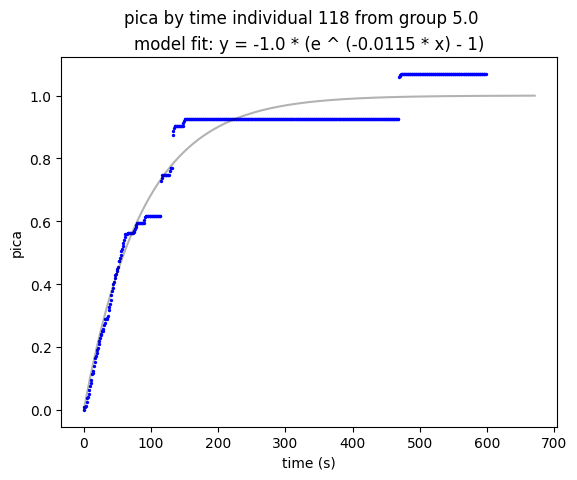 pica by time individual 118 from group 5.0
model fit: y = -1.0 * (e ^ (-0.0115 * x) - 1)
1.0
0.8
0.6
0.4
0.2
0.0
pica
0 100 200 300 400 500 600 700
time (s)